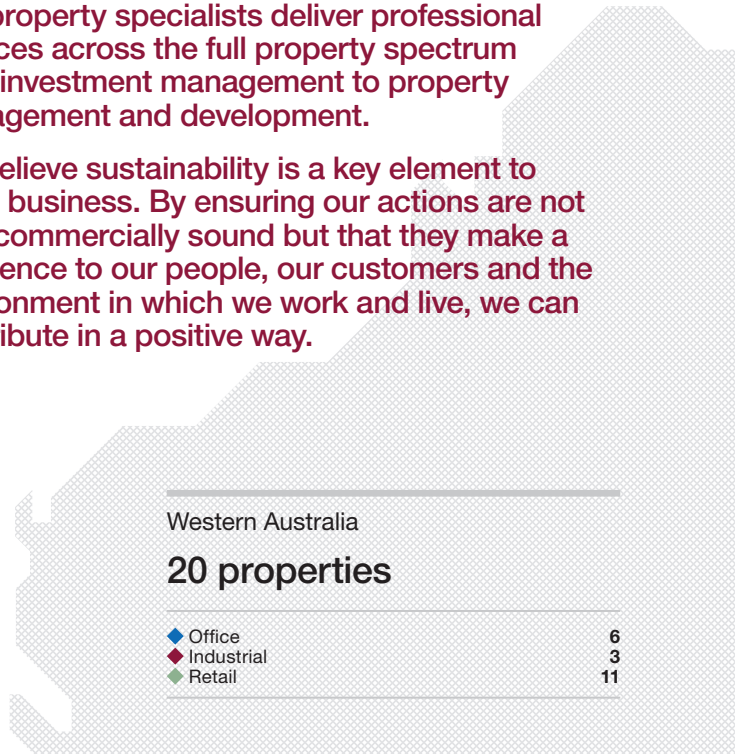 property specialists deliver professional
ces across the full property spectrum
investment management to property
agement and development.
elieve sustainability is a key element to
business. By ensuring our actions are not
commercially sound but that they make a
ence to our people, our customers and the
onment in which we work and live, we can
ribute in a positive way.
Western Australia
20 properties
Office 6
Industrial 3
Retail 11